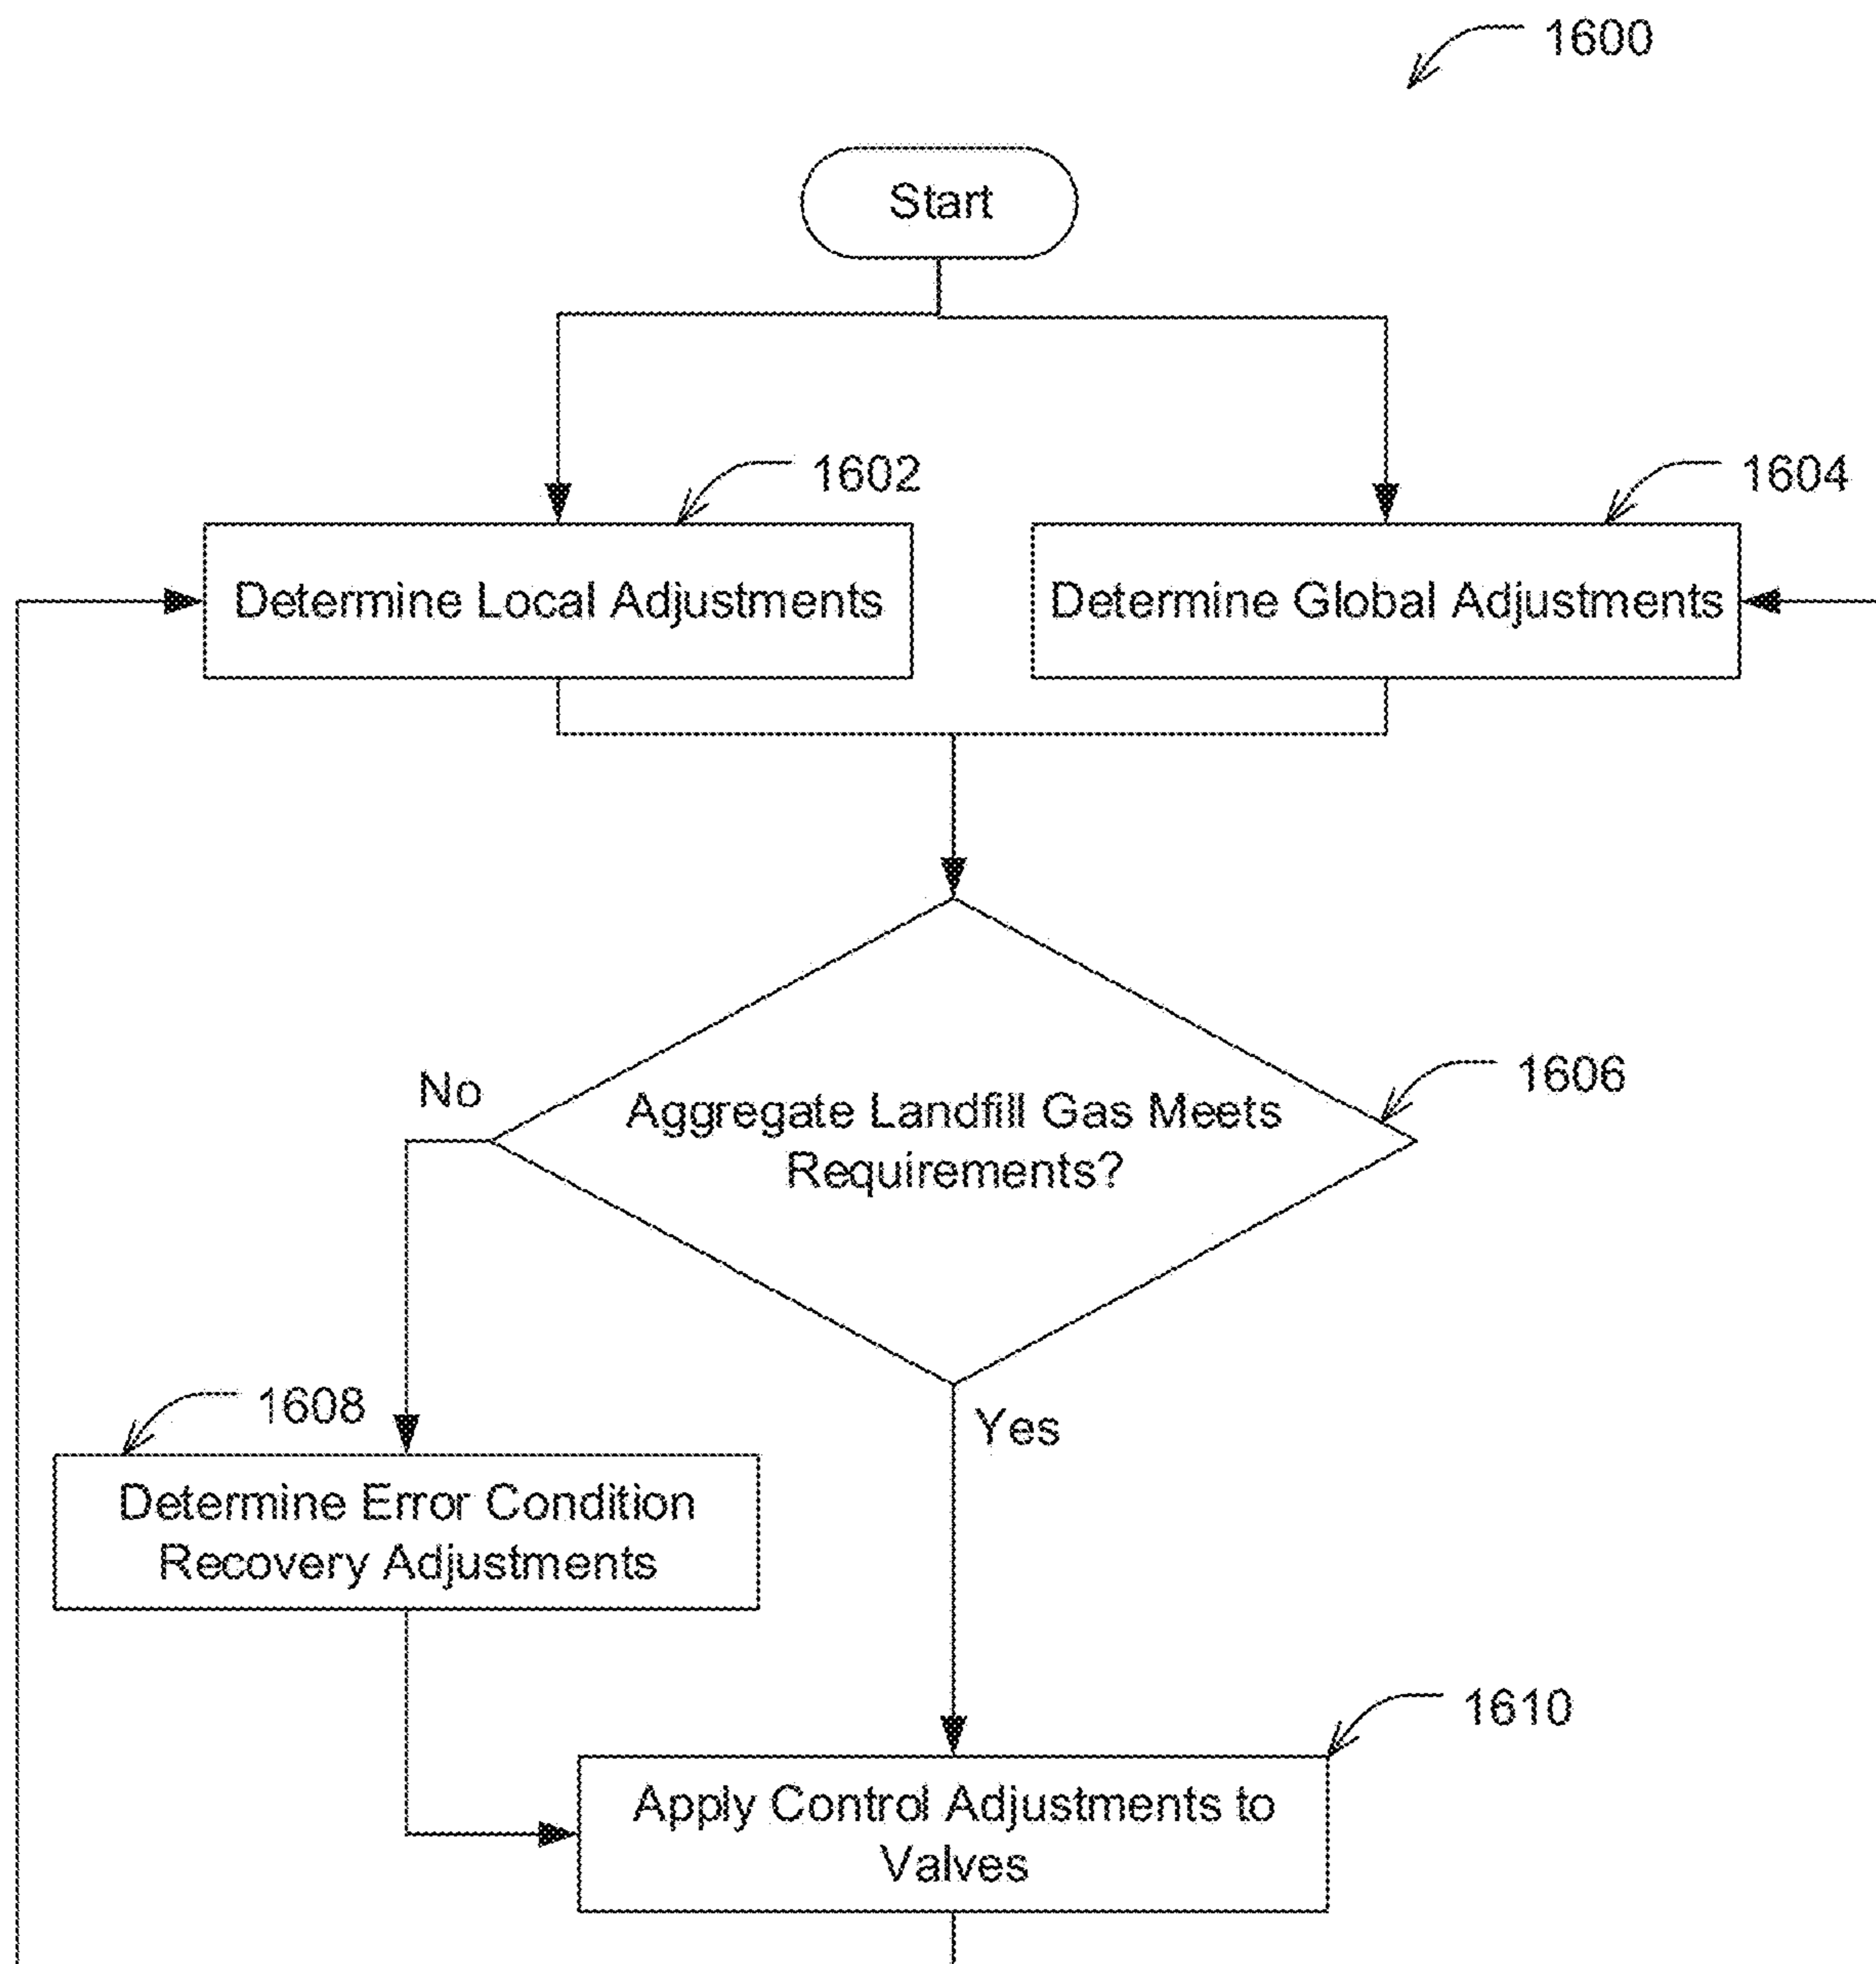 1600
Start
1602
1604
Determine Local Adjustments
Determine Global Adjustments
1606
No
Aggregate Landfill Gas Meets
Requirements?
1608
Yes
Determine Error Condition
Recovery Adjustments
1610
Apply Control Adjustments to
Valves